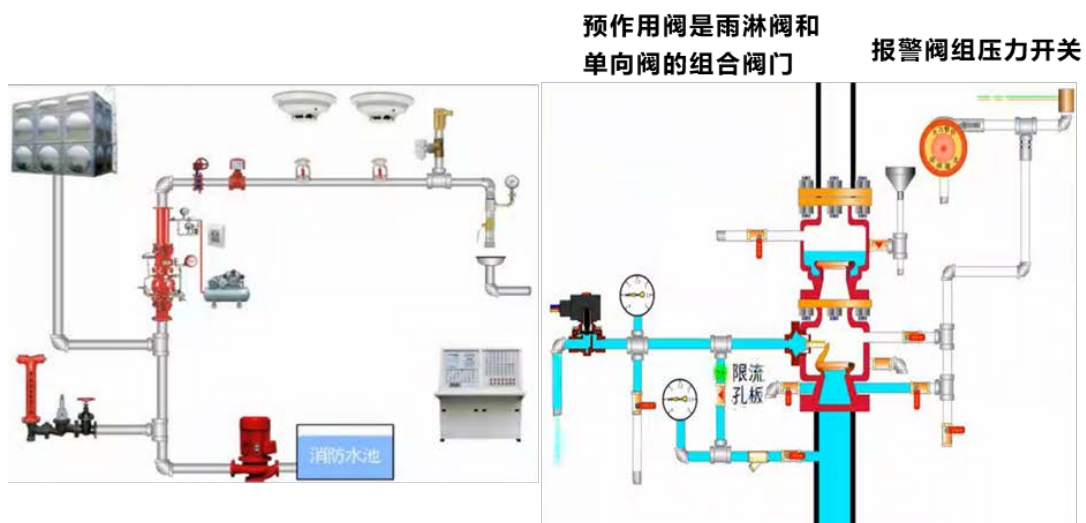 预作用阀是雨淋阀和
单向阀的组合阀门
报警阀组压力开关
消防水池
限流
孔板